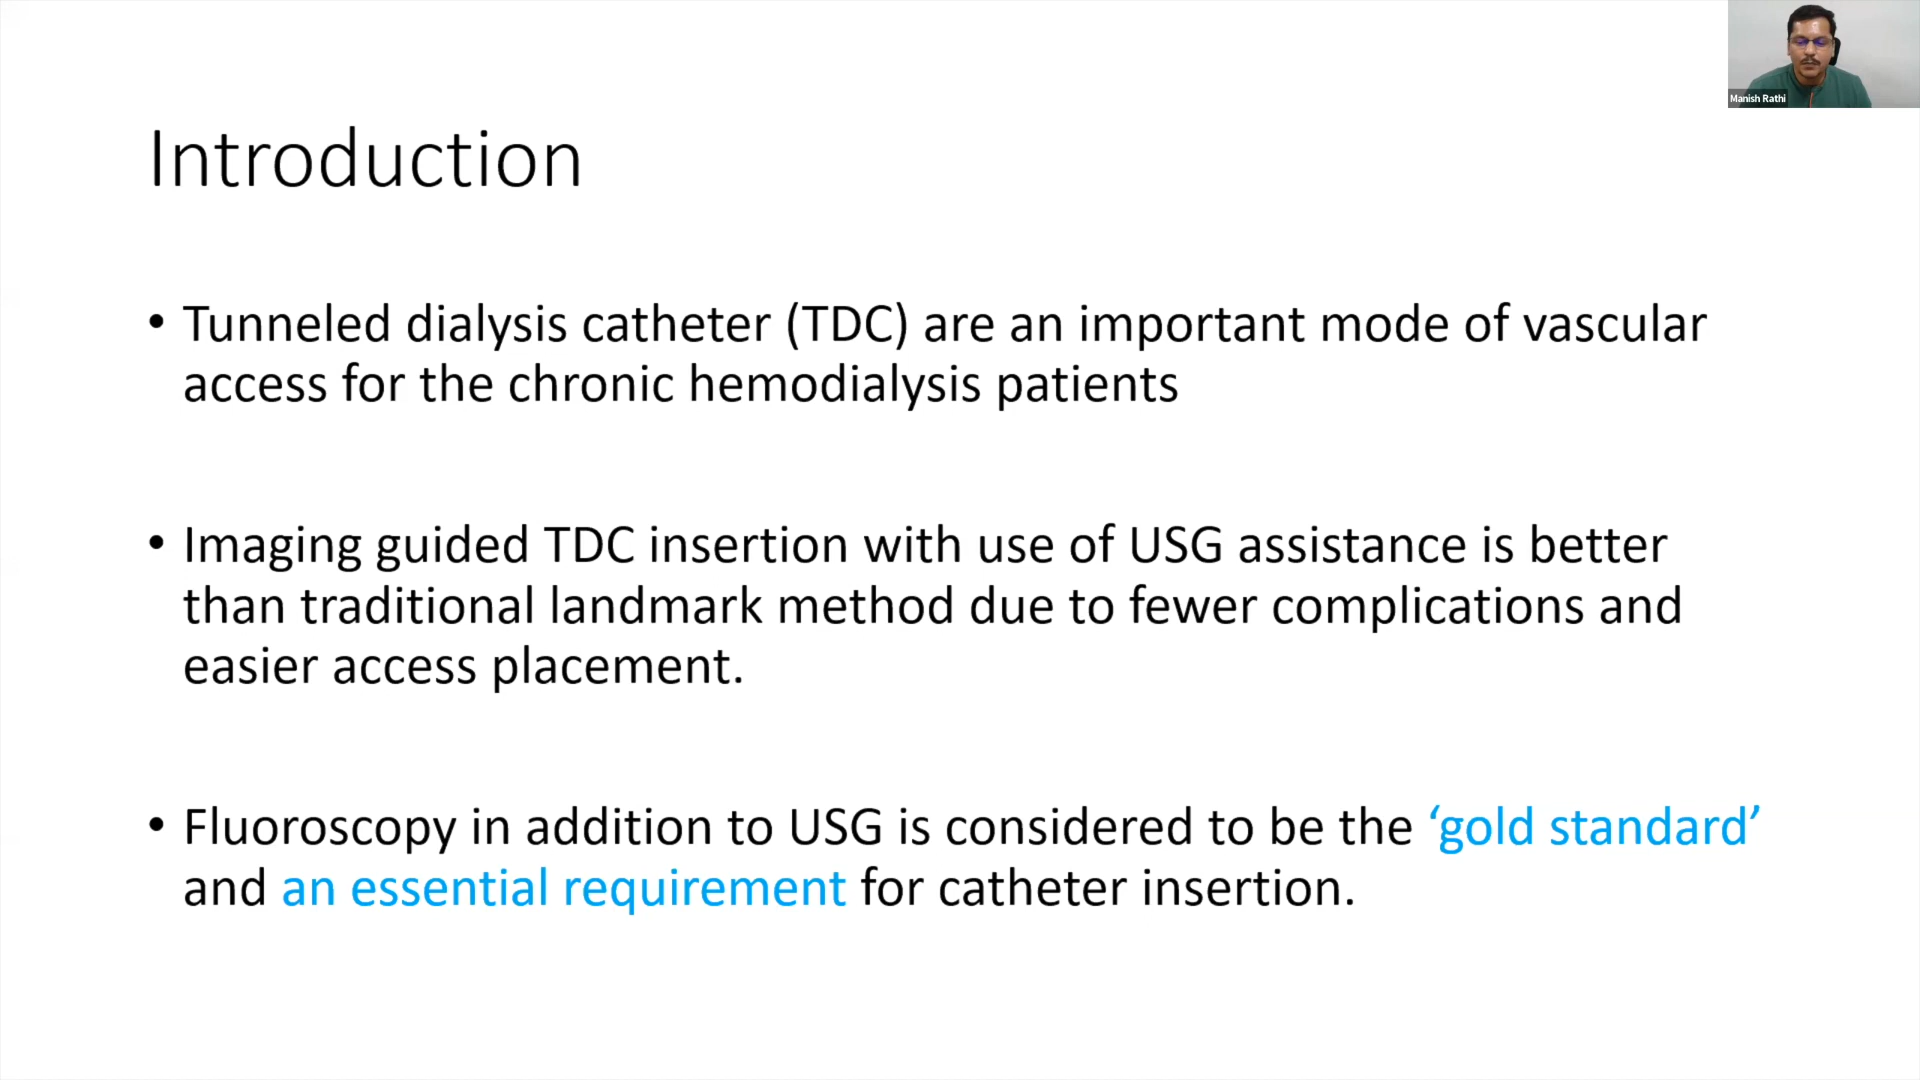 Manish Rathi
Introduction
• Tunneled dialysis catheter (TDC) are an important mode of vascular
access for the chronic hemodialysis patients
• Imaging guided TDC insertion with use of USG assistance is better
than traditional landmark method due to fewer complications and
easier access placement.
• Fluoroscopy in addition to USG is considered to be the ‘gold standard’
and an essential requirement for catheter insertion.